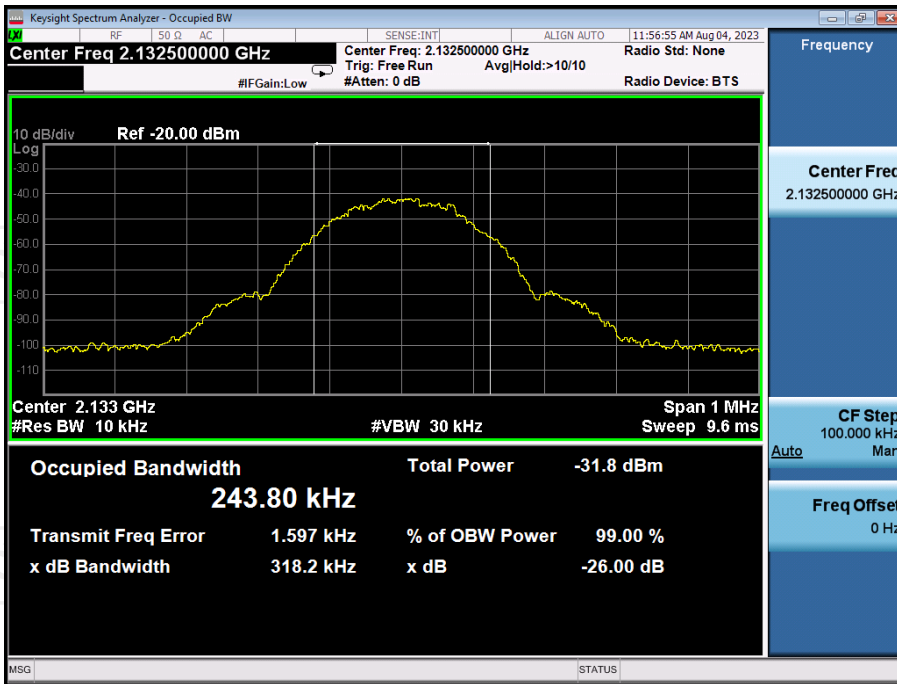 Keysight Spectrum Analyzer - Occupied BW
LXI RF 50 Ω AC SENSE:INT ALIGN AUTO 11:56:55 AM Aug 04, 2023
Center Freq 2.132500000 GHz
Center Freq: 2.132500000 GHz Radio Std: None
Trig: Free Run Avg|Hold:>10/10
#IFGain:Low #Atten: 0 dB Radio Device: BTS
Frequency
10 dB/div Ref -20.00 dBm
Log
-30.0
-40.0
-50.0
-60.0
-70.0
-80.0
-90.0
-100
-110
Center Freq
2.132500000 GHz
Center 2.133 GHz Span 1 MHz
#Res BW 10 kHz #VBW 30 kHz Sweep 9.6 ms
CF Step
100.000 kHz
Auto Man
Freq Offset
0 Hz
Occupied Bandwidth Total Power -31.8 dBm
243.80 kHz
Transmit Freq Error 1.597 kHz % of OBW Power 99.00 %
x dB Bandwidth 318.2 kHz x dB -26.00 dB
MSG STATUS